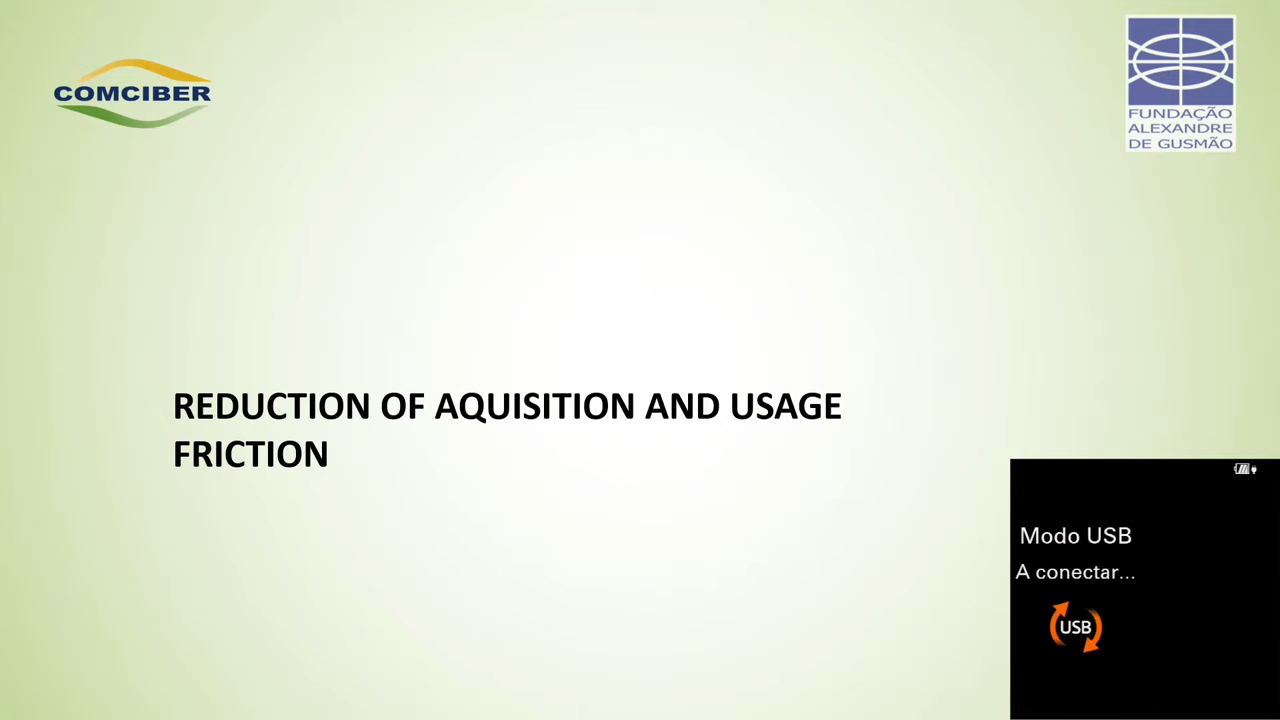 COMCIBER
FUNDAÇÃO
ALEXANDRE
DE GUSMÃO
REDUCTION OF AQUISITION AND USAGE
FRICTION
Modo USB
A conectar...
USB